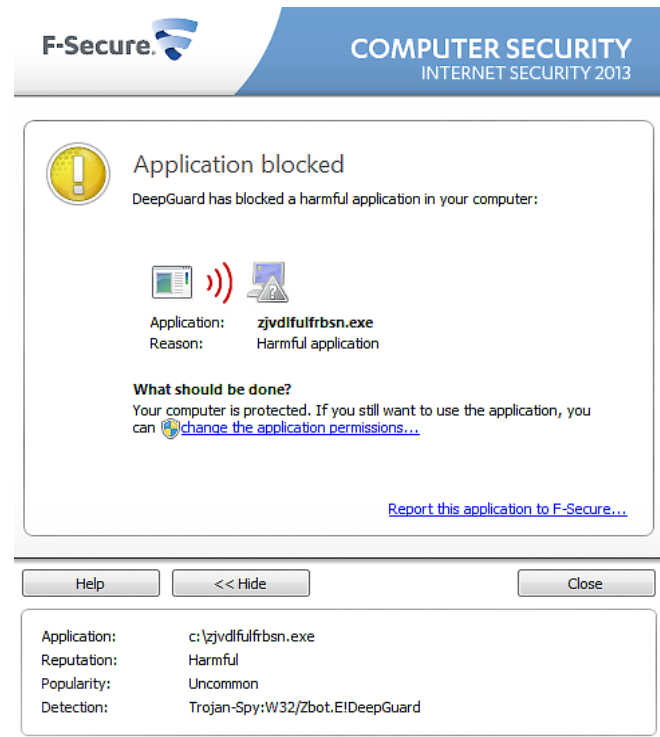 F-Secure.
COMPUTER SECURITY
INTERNET SECURITY 2013
Application blocked
DeepGuard has blocked a harmful application in your computer:
Application: zjvdlfulfrbsn.exe
Reason: Harmful application
What should be done?
Your computer is protected. If you still want to use the application, you
can change the application permissions...
Report this application to F-Secure...
Help << Hide Close
Application: c:\zjvdlfulfrbsn.exe
Reputation: Harmful
Popularity: Uncommon
Detection: Trojan-Spy:W32/Zbot.E!DeepGuard